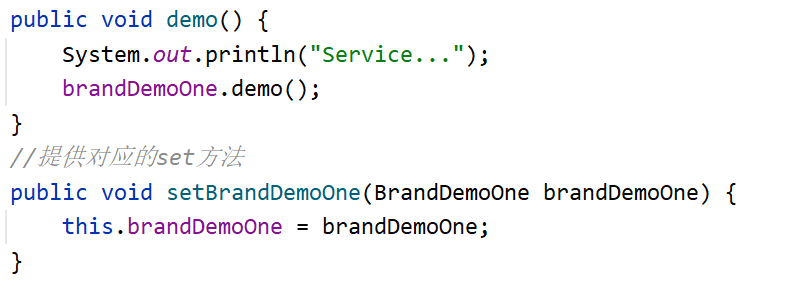 public void demo() {
    System.out.println("Service...");
    brandDemoOne.demo();
}
//提供对应的set方法
public void setBrandDemoOne(BrandDemoOne brandDemoOne) {
    this.brandDemoOne = brandDemoOne;
}